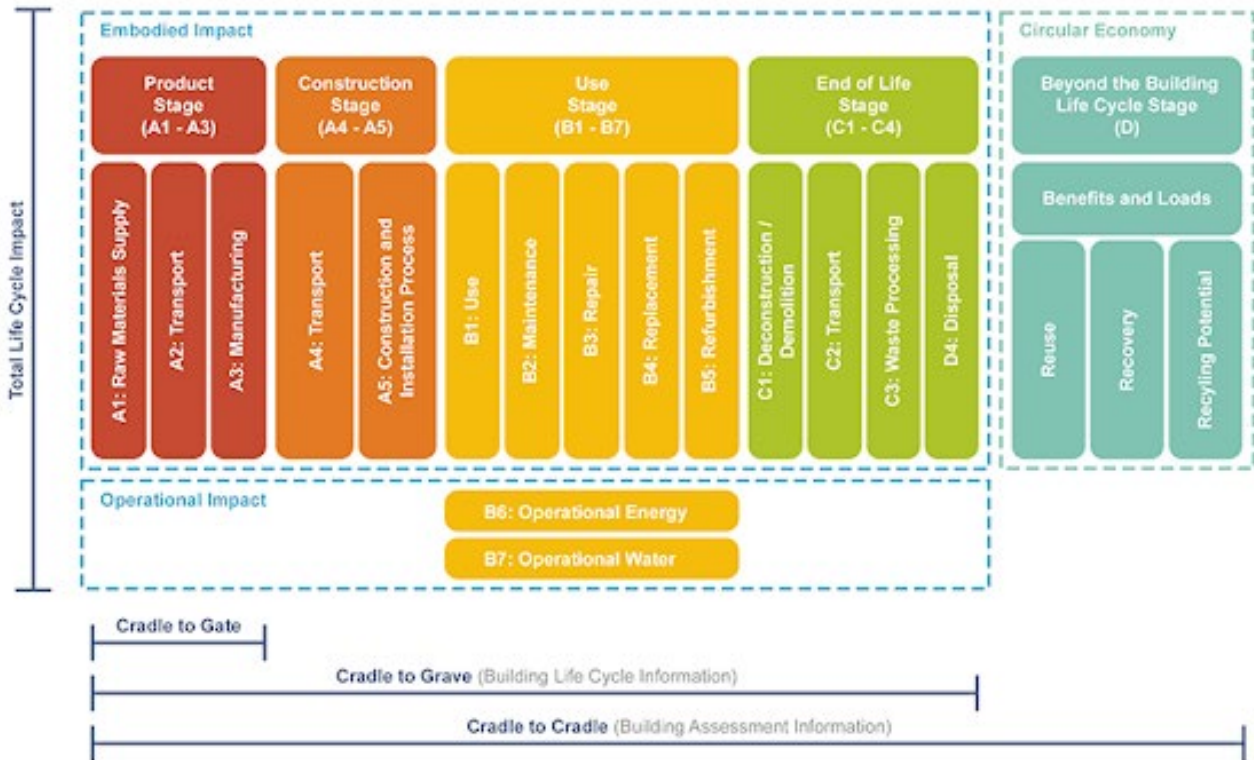 Total Life Cycle Impact
Embodied Impact
Circular Economy
Product
Stage
(A1 - A3)
Construction
Stage
(A4 - A5)
Use
Stage
(B1 - B7)
End of Life
Stage
(C1 - C4)
Beyond the Building
Life Cycle Stage
(D)
A1: Raw Materials Supply
A2: Transport
A3: Manufacturing
A4: Transport
A5: Construction and
Installation Process
B1: Use
B2: Maintenance
B3: Repair
B4: Replacement
B5: Refurbishment
C1: Deconstruction /
Demolition
C2: Transport
C3: Waste Processing
D4: Disposal
Benefits and Loads
Reuse
Recovery
Recyling Potential
Operational Impact
B6: Operational Energy
B7: Operational Water
Cradle to Gate
Cradle to Grave (Building Life Cycle Information)
Cradle to Cradle (Building Assessment Information)